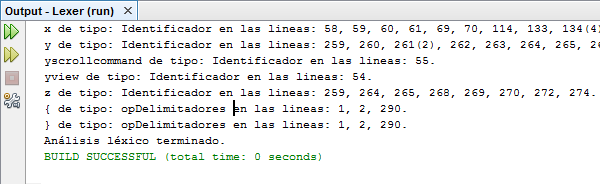 Output - Lexer (run)
x de tipo: Identificador en las lineas: 58, 59, 60, 61, 69, 70, 114, 133, 134(4)
y de tipo: Identificador en las lineas: 259, 260, 261(2), 262, 263, 264, 265, 26
yscrollcommand de tipo: Identificador en las lineas: 55.
yview de tipo: Identificador en las lineas: 54.
z de tipo: Identificador en las lineas: 259, 264, 265, 268, 269, 270, 272, 274.
{ de tipo: opDelimitadores en las lineas: 1, 2, 290.
} de tipo: opDelimitadores en las lineas: 1, 2, 290.
Análisis léxico terminado.
BUILD SUCCESSFUL (total time: 0 seconds)